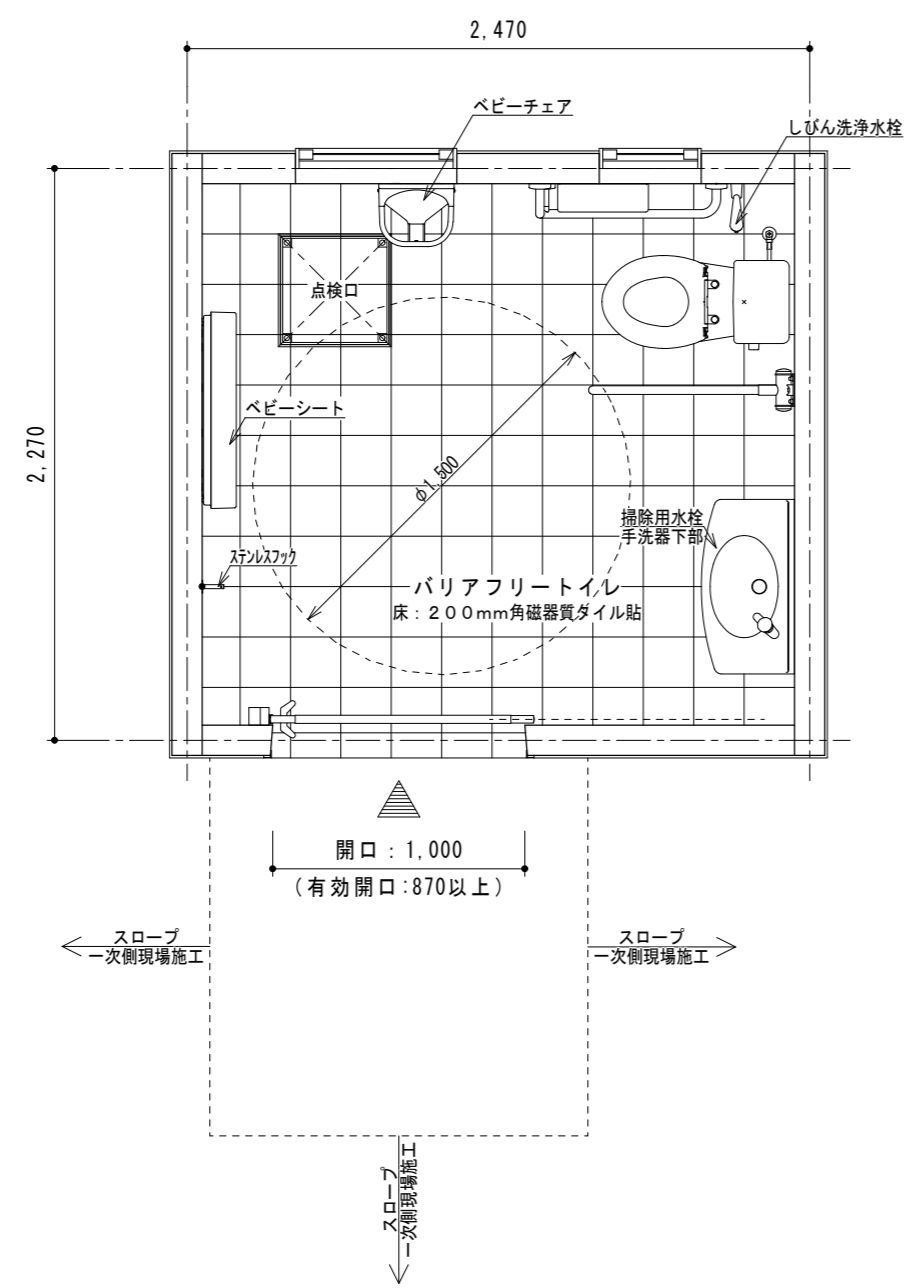 2,470
ベビーチェア
しびん洗浄水栓
点検口
2,270
ベビーシート
φ1,500
掃除用水栓
手洗器下部
ステンレスフック
バリアフリートイレ
床：200mm角磁器質タイル貼
開口：1,000
(有効開口:870以上)
スロープ
一次側現場施工
スロープ
一次側現場施工
スロープ
一次側現場施工